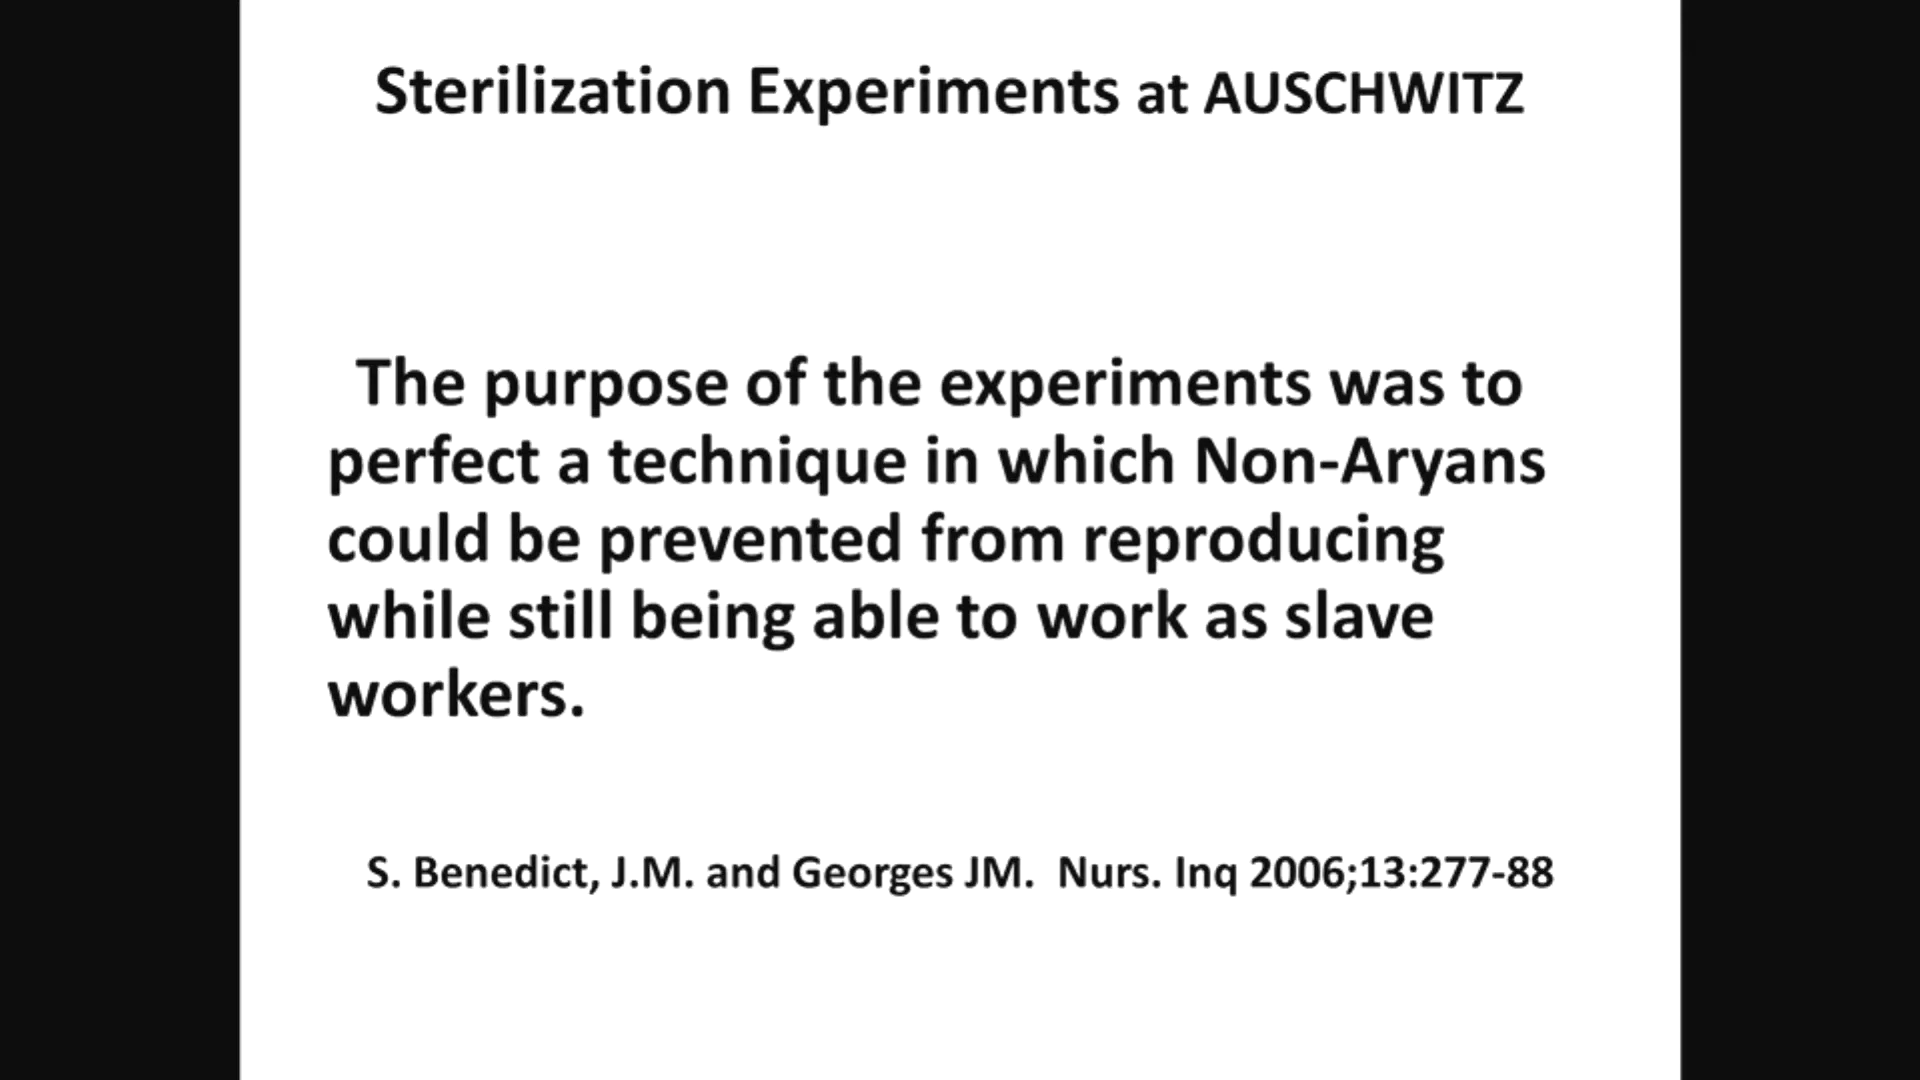 Sterilization Experiments at AUSCHWITZ
The purpose of the experiments was to
perfect a technique in which Non-Aryans
could be prevented from reproducing
while still being able to work as slave
workers.
S. Benedict, J.M. and Georges JM.  Nurs. Inq 2006;13:277-88